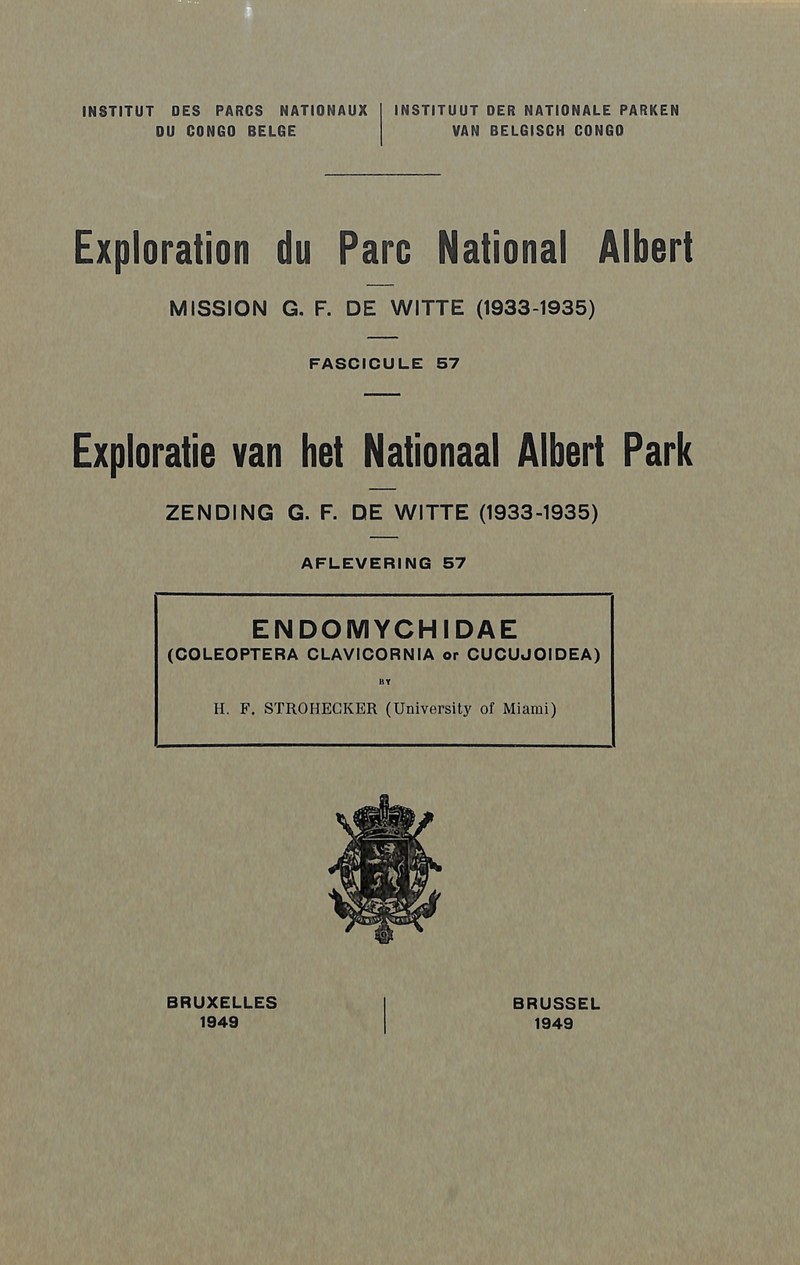 INSTITUT DES PARCS NATIONAUX
DU CONGO BELGE
INSTITUUT DER NATIONALE PARKEN
VAN BELGISCH CONGO
Exploration du Parc National Albert
MISSION G. F. DE WITTE (1933-1935)
FASCICULE 57
Exploratie van het Nationaal Albert Park
ZENDING G. F. DE WITTE (1933-1935)
AFLEVERING 57
ENDOMYCHIDAE
(COLEOPTERA CLAVICORNIA or CUCUJOIDEA)
BY
H. F. STROHECKER (University of Miami)
BRUXELLES
1949
BRUSSEL
1949